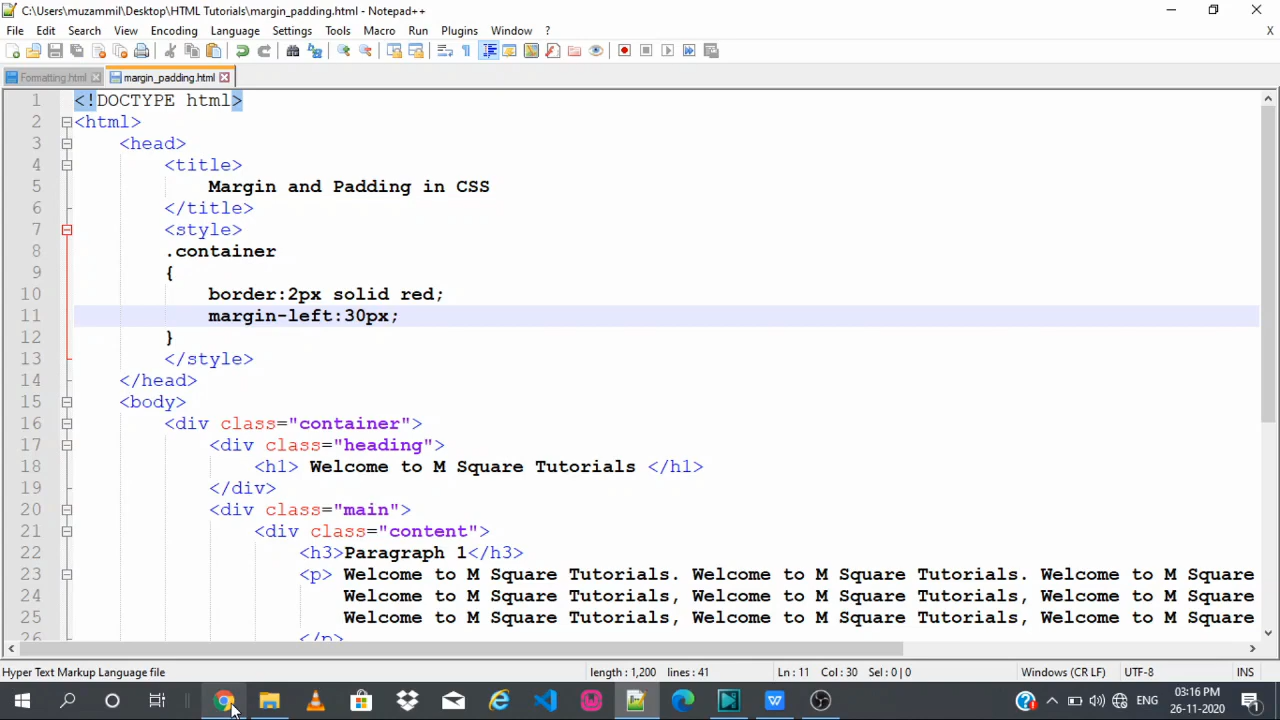 C:\Users\muzammil\Desktop\HTML Tutorials\margin_padding.html - Notepad++
File Edit Search View Encoding Language Settings Tools Macro Run Plugins Window ? X
Formatting.html margin_padding.html
1 <!DOCTYPE html>
2 <html>
3 <head>
4 <title>
5 Margin and Padding in CSS
6 </title>
7 <style>
8 .container
9 {
10 border:2px solid red;
11 margin-left:30px;
12 }
13 </style>
14 </head>
15 <body>
16 <div class="container">
17 <div class="heading">
18 <h1> Welcome to M Square Tutorials </h1>
19 </div>
20 <div class="main">
21 <div class="content">
22 <h3>Paragraph 1</h3>
23 <p> Welcome to M Square Tutorials. Welcome to M Square Tutorials. Welcome to M Square
24 Welcome to M Square Tutorials, Welcome to M Square Tutorials, Welcome to M Square
25 Welcome to M Square Tutorials, Welcome to M Square Tutorials, Welcome to M Square
26 </p>
Hyper Text Markup Language file length : 1,200 lines : 41 Ln : 11 Col : 30 Sel : 0 | 0 Windows (CR LF) UTF-8 INS
ENG 03:16 PM
26-11-2020